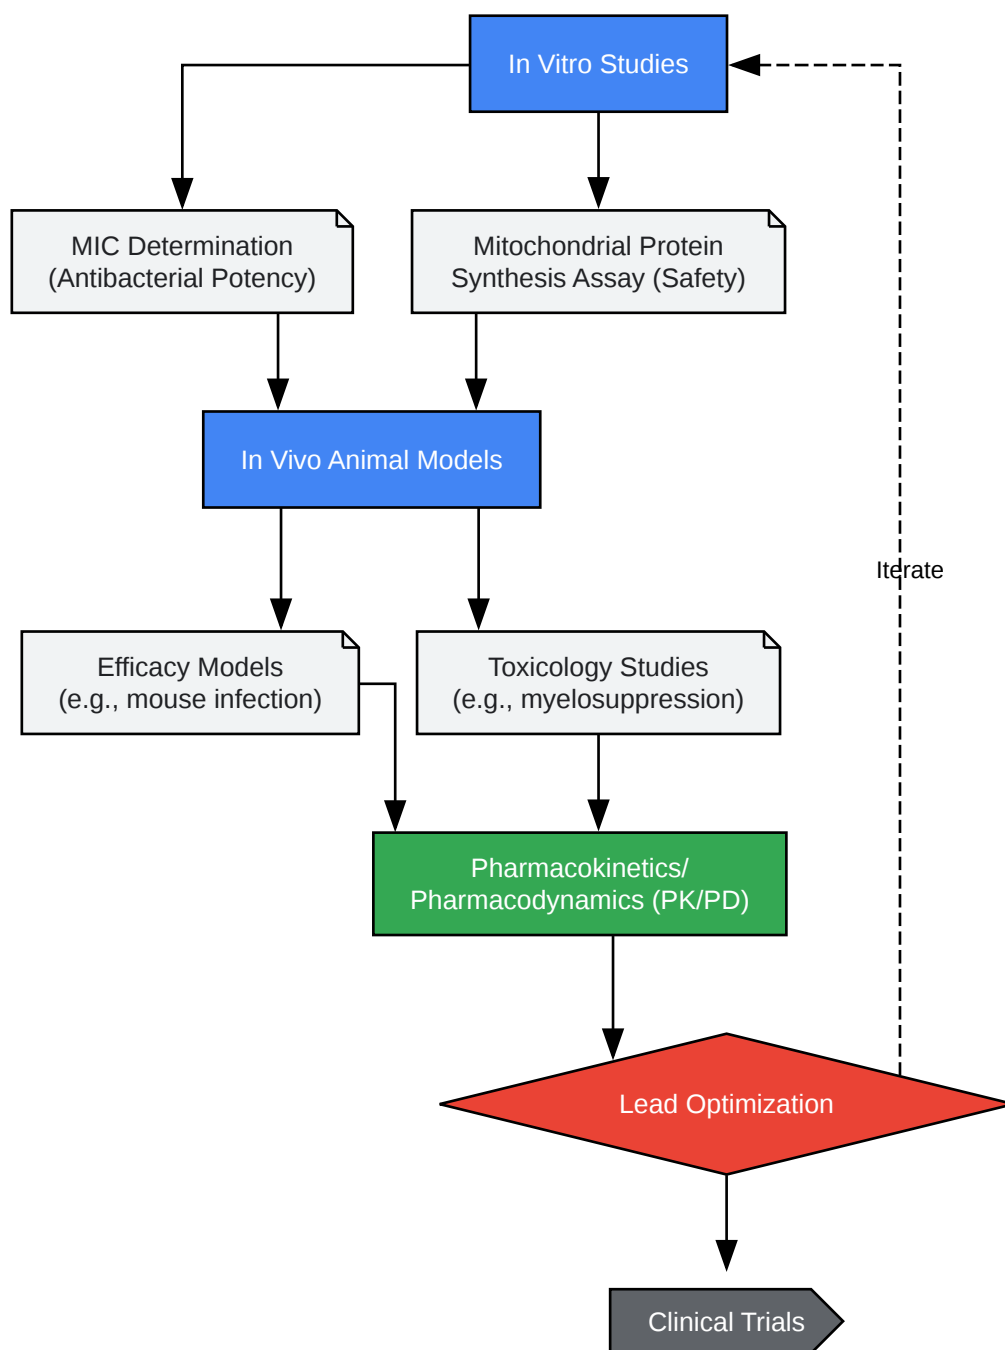 In Vitro Studies
MIC Determination
(Antibacterial Potency)
Mitochondrial Protein
Synthesis Assay (Safety)
In Vivo Animal Models
Iterate
Efficacy Models
(e.g., mouse infection)
Toxicology Studies
(e.g., myelosuppression)
Pharmacokinetics/
Pharmacodynamics (PK/PD)
Lead Optimization
Clinical Trials